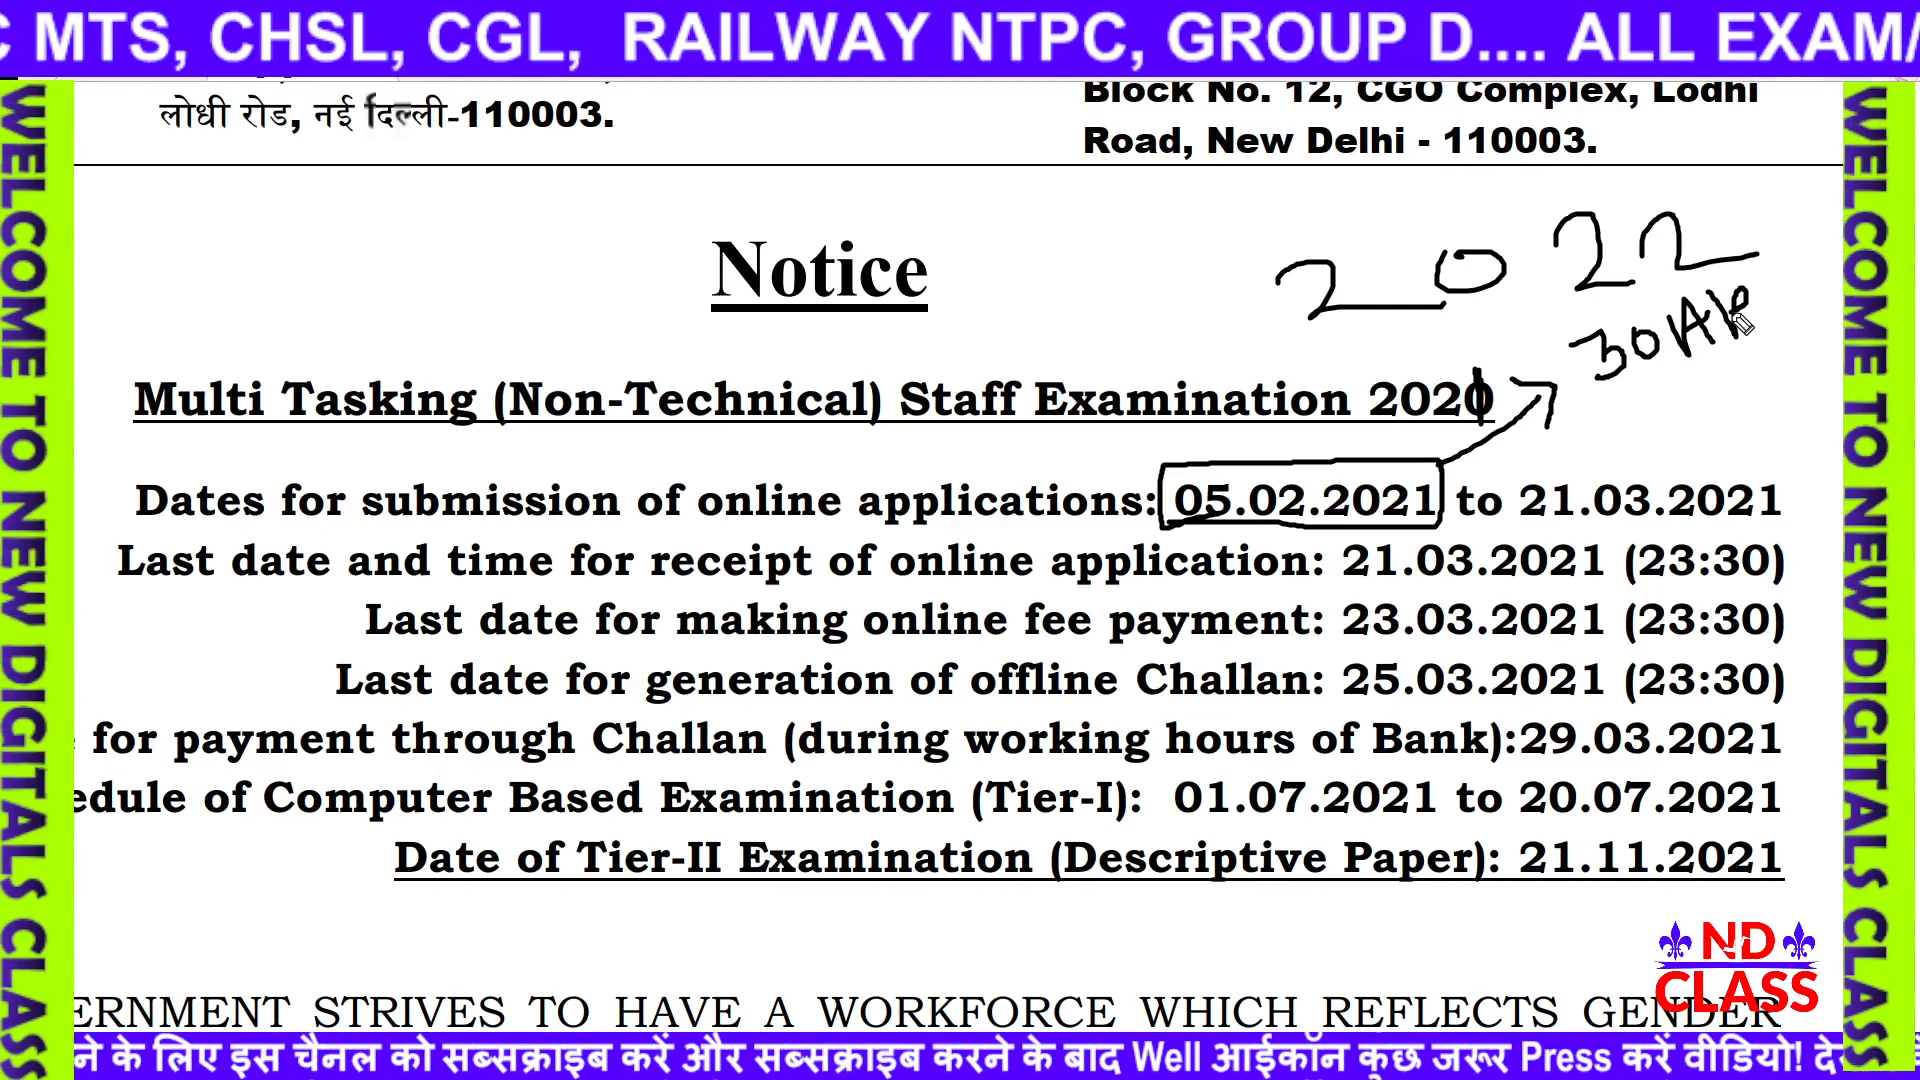 C MTS, CHSL, CGL, RAILWAY NTPC, GROUP D.... ALL EXAM/
WELCOME TO NEW DIGITALS CLASS
लोधी रोड, नई दिल्ली-110003.
Block No. 12, CGO Complex, Lodhi
Road, New Delhi - 110003.
Notice
2022
30 AP
Multi Tasking (Non-Technical) Staff Examination 2020
Dates for submission of online applications: 05.02.2021 to 21.03.2021
Last date and time for receipt of online application: 21.03.2021 (23:30)
Last date for making online fee payment: 23.03.2021 (23:30)
Last date for generation of offline Challan: 25.03.2021 (23:30)
for payment through Challan (during working hours of Bank):29.03.2021
edule of Computer Based Examination (Tier-I): 01.07.2021 to 20.07.2021
Date of Tier-II Examination (Descriptive Paper): 21.11.2021
ND
CLASS
ERNMENT STRIVES TO HAVE A WORKFORCE WHICH REFLECTS GENDER
ने के लिए इस चैनल को सब्सक्राइब करें और सब्सक्राइब करने के बाद Well आईकॉन कुछ जरूर Press करें वीडियो! दे
WELCOME TO NEW DIGITALS CLASS